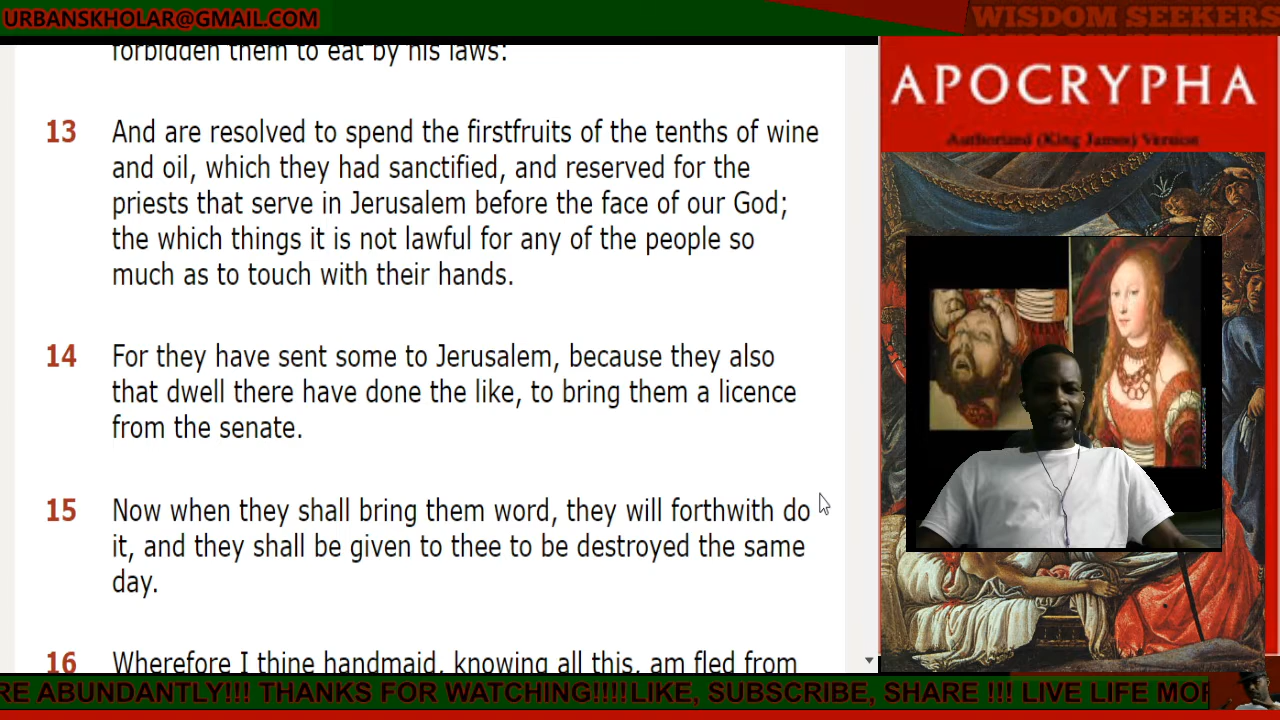 URBANSKHOLAR@GMAIL.COM
WISDOM SEEKERS
forbidden them to eat by his laws:
13 And are resolved to spend the firstfruits of the tenths of wine
and oil, which they had sanctified, and reserved for the
priests that serve in Jerusalem before the face of our God;
the which things it is not lawful for any of the people so
much as to touch with their hands.
14 For they have sent some to Jerusalem, because they also
that dwell there have done the like, to bring them a licence
from the senate.
15 Now when they shall bring them word, they will forthwith do
it, and they shall be given to thee to be destroyed the same
day.
16 Wherefore I thine handmaid, knowing all this, am fled from
APOCRYPHA
Authorized (King James) Version
RE ABUNDANTLY!!! THANKS FOR WATCHING!!!!LIKE, SUBSCRIBE, SHARE !!! LIVE LIFE MOR